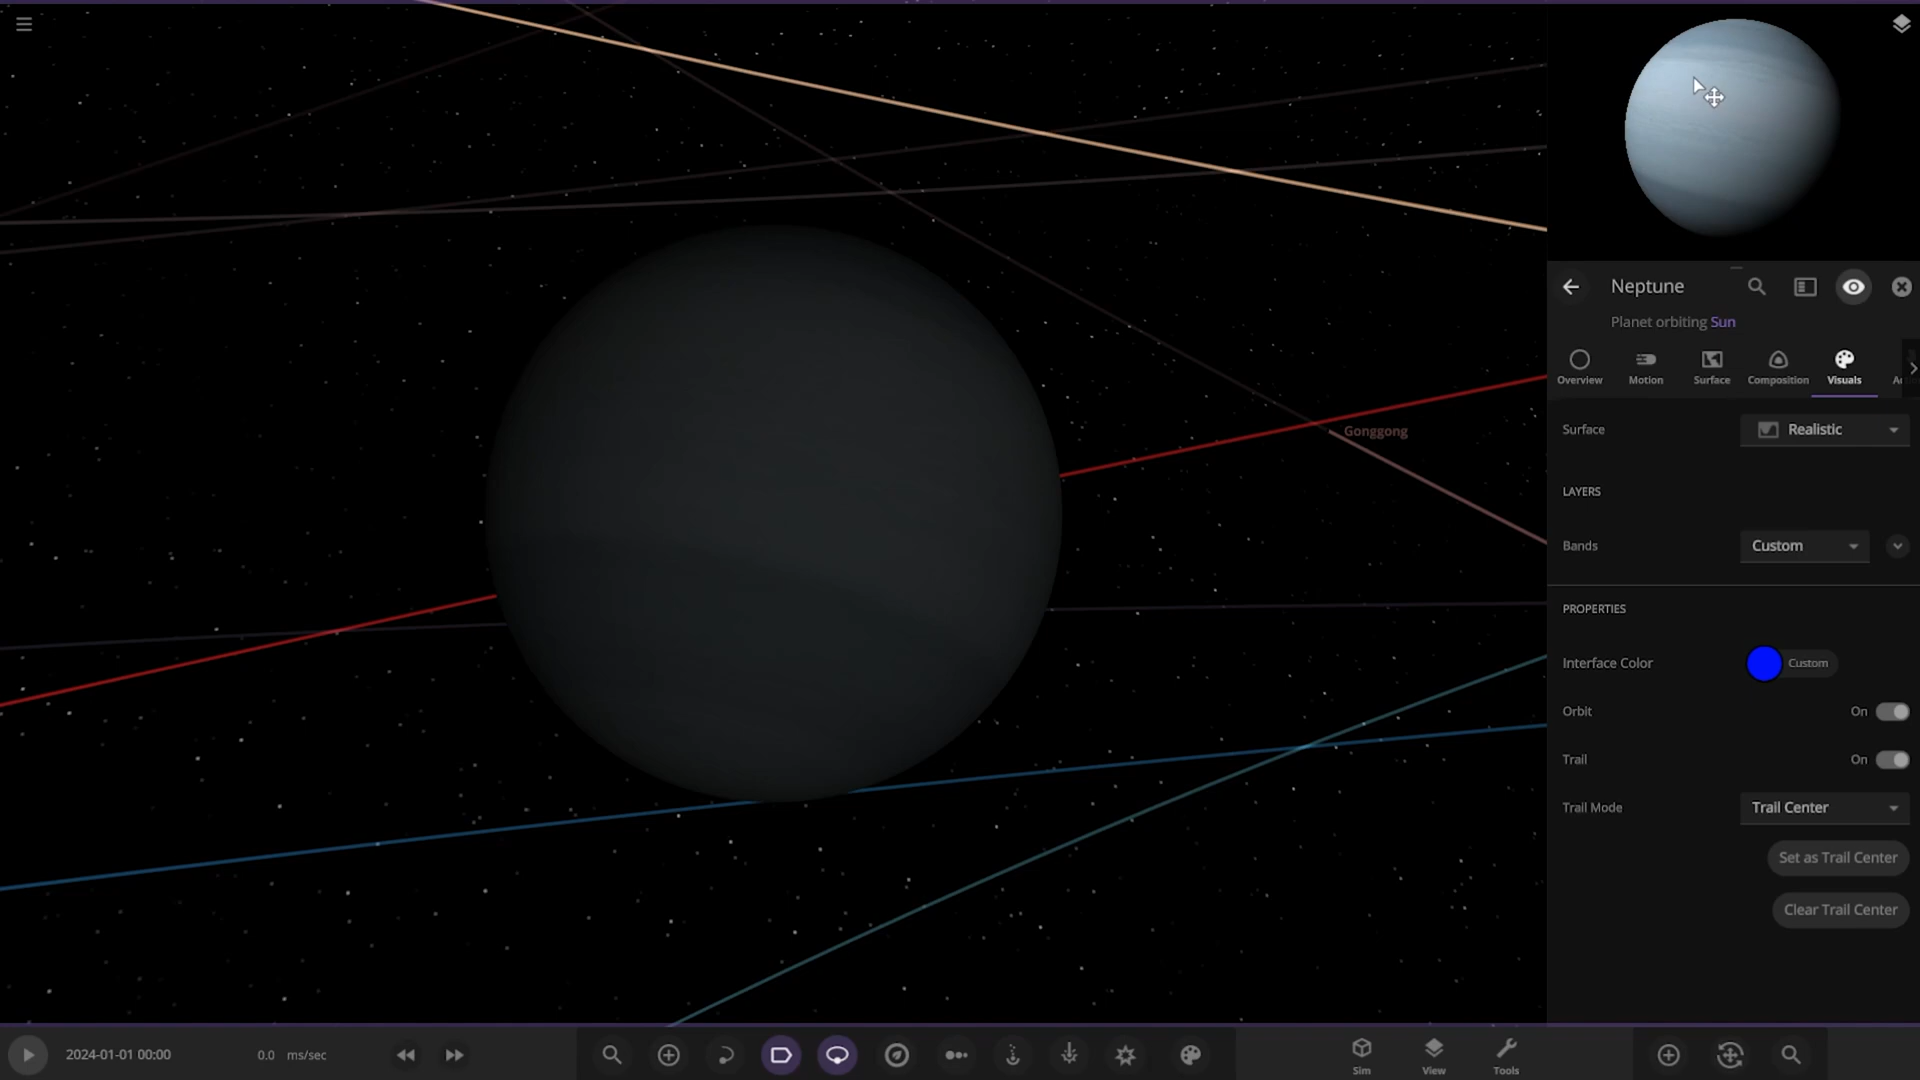 Neptune
Planet orbiting Sun
Overview Motion Surface Composition Visuals
Surface Realistic
LAYERS
Bands Custom
PROPERTIES
Interface Color Custom
Orbit On
Trail On
Trail Mode Trail Center
Set as Trail Center
Clear Trail Center
Gonggong
2024-01-01 00:00 0.0 ms/sec
Sim View Tools